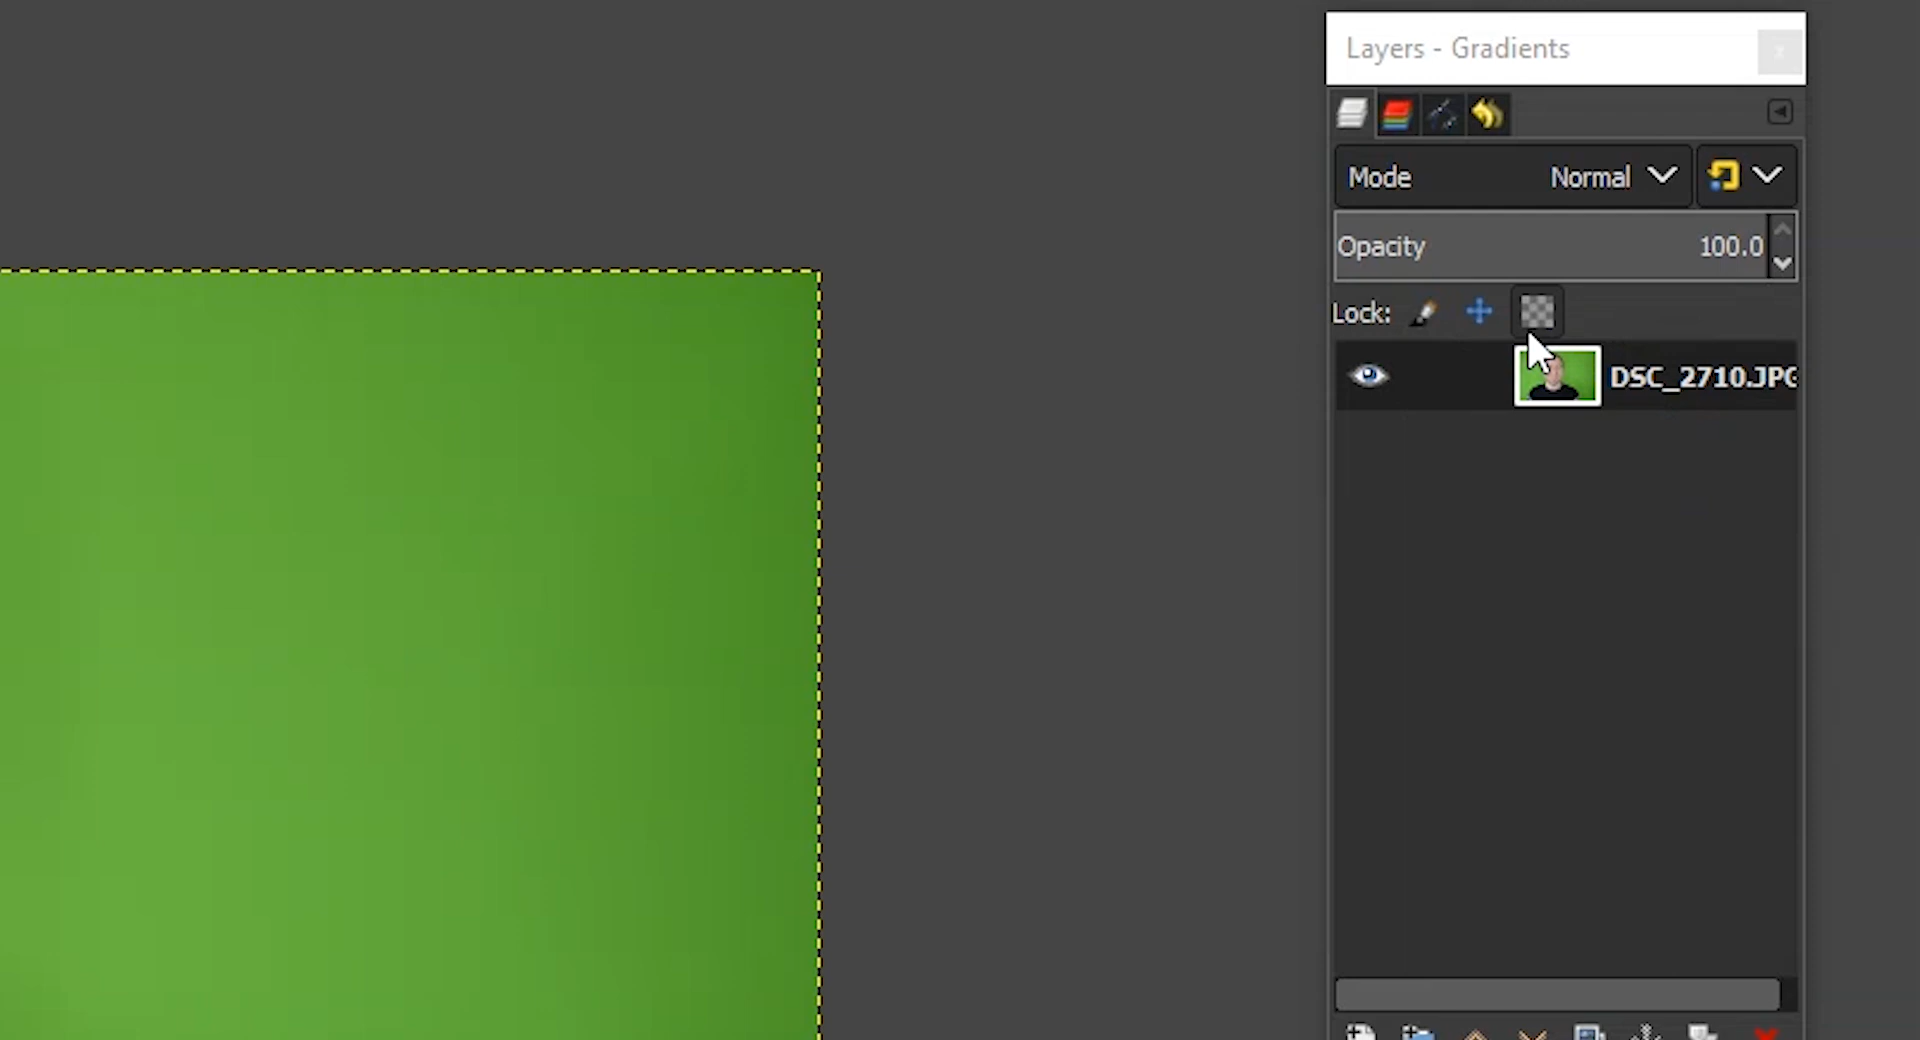 Layers - Gradients
Mode Normal
Opacity 100.0
Lock:
DSC_2710.JPG